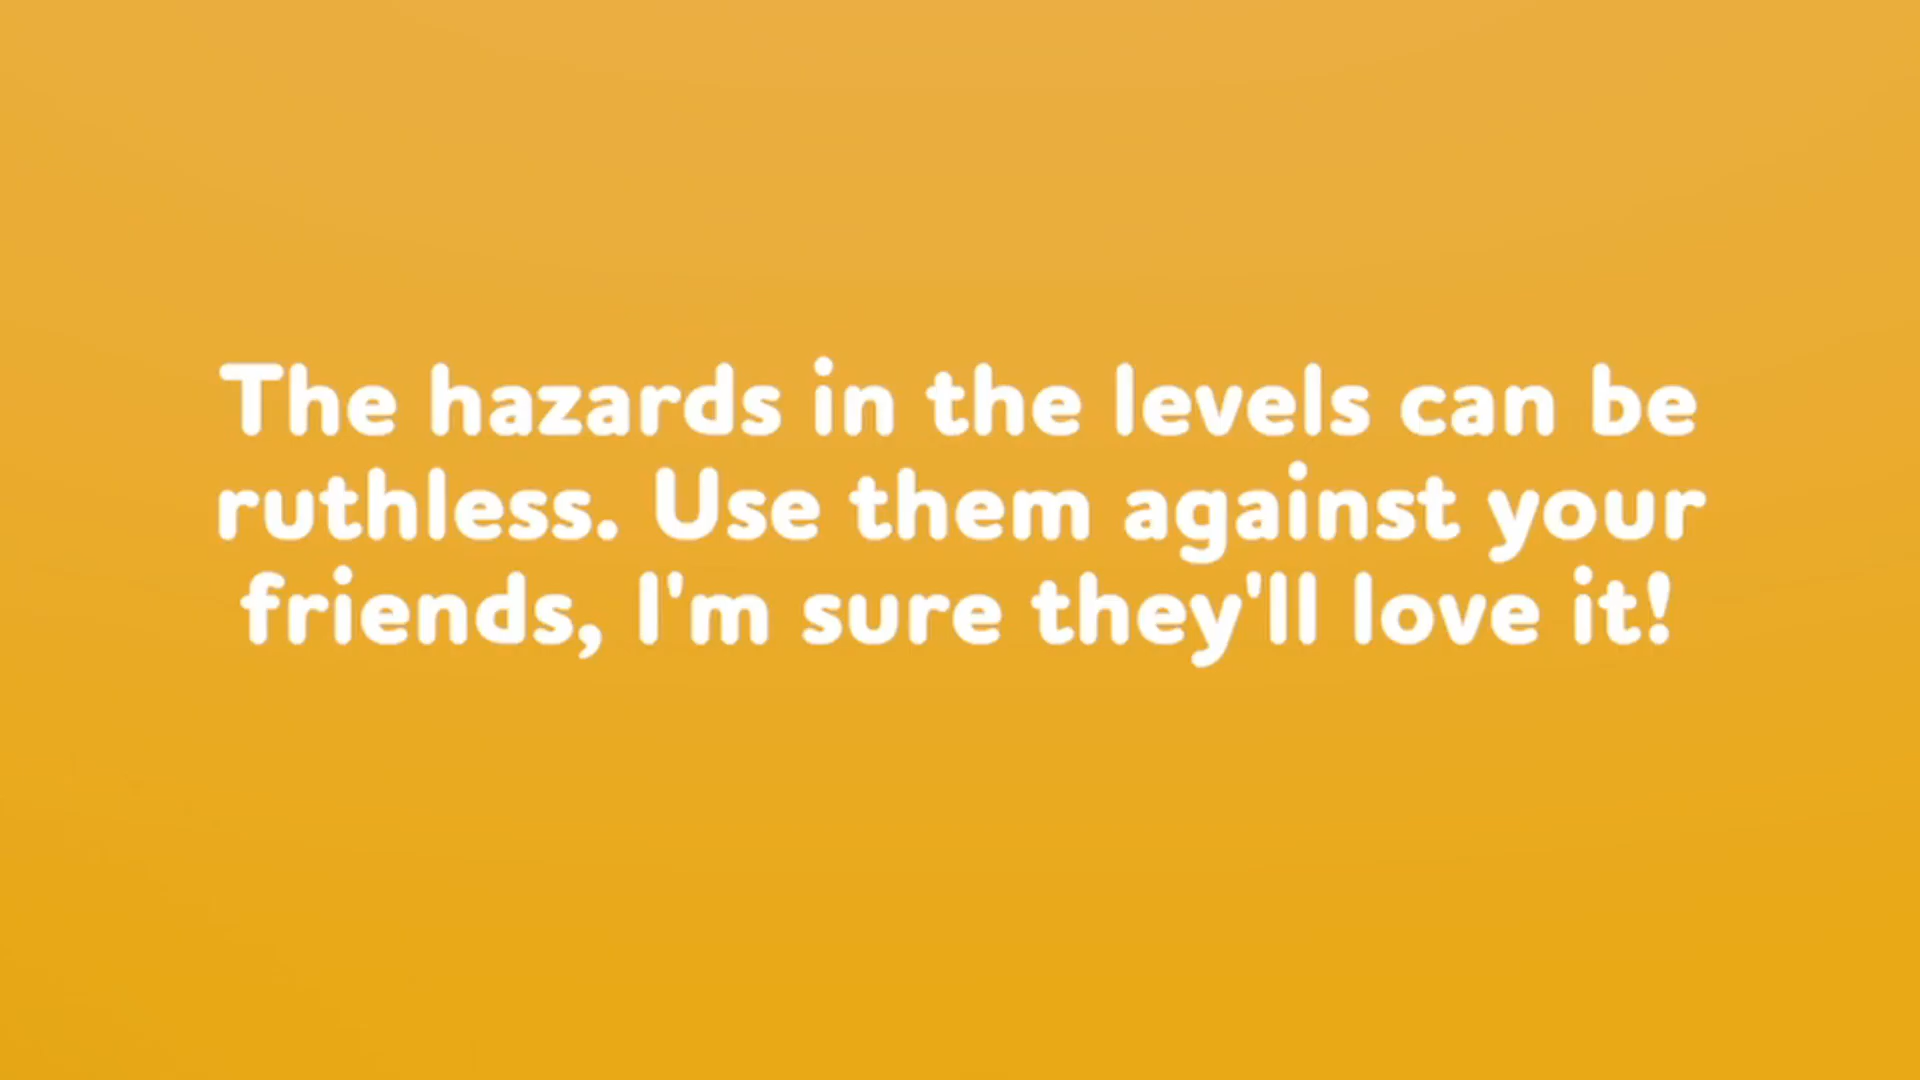 The hazards in the levels can be
ruthless. Use them against your
friends, I'm sure they'll love it!